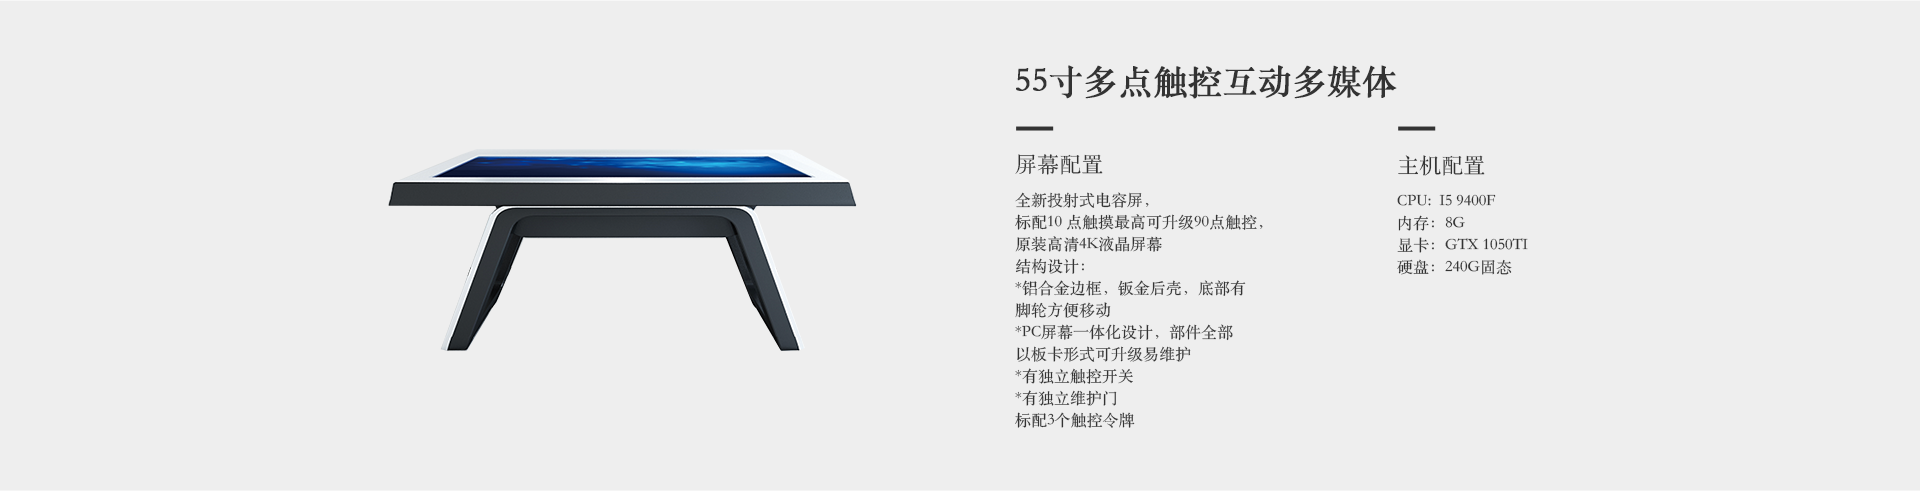 55寸多点触控互动多媒体
屏幕配置
全新投射式电容屏，
标配10 点触摸最高可升级90点触控，
原装高清4K液晶屏幕
结构设计：
*铝合金边框，钣金后壳，底部有
脚轮方便移动
*PC屏幕一体化设计，部件全部
以板卡形式可升级易维护
*有独立触控开关
*有独立维护门
标配3个触控令牌
主机配置
CPU: I5 9400F
内存：8G
显卡：GTX 1050TI
硬盘：240G固态